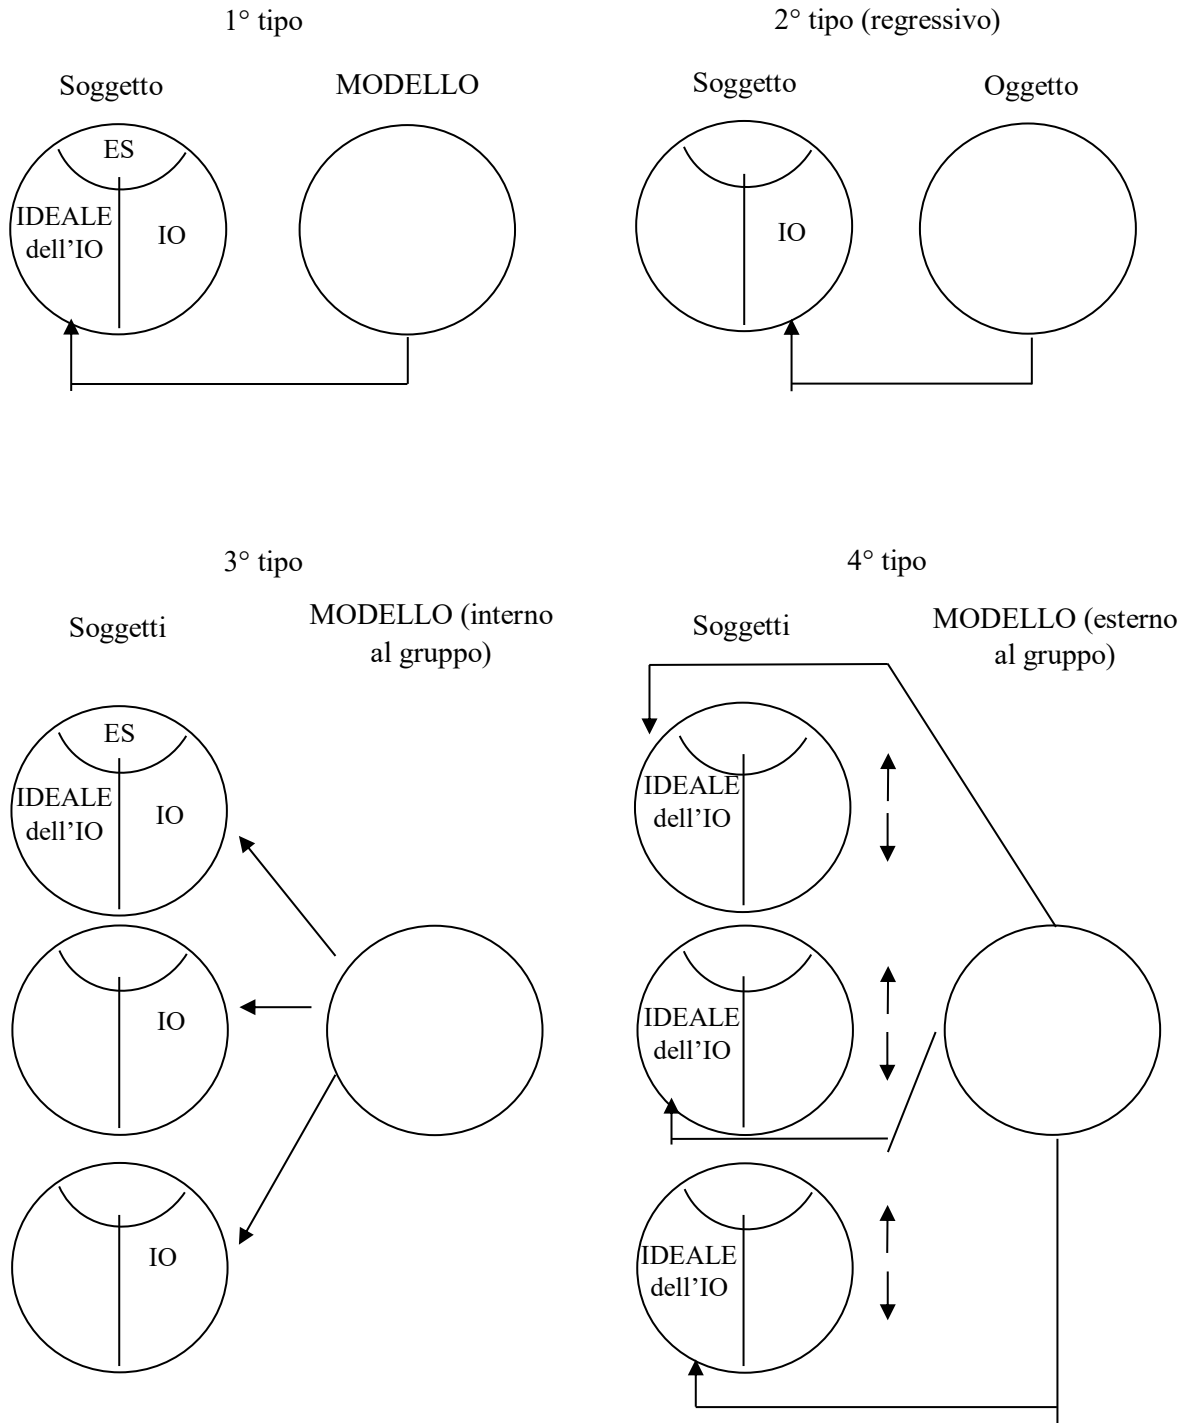 1° tipo
Soggetto
MODELLO
ES
IDEALE
dell’IO
IO
2° tipo (regressivo)
Soggetto
Oggetto
IO
3° tipo
Soggetti
MODELLO (interno
al gruppo)
ES
IDEALE
dell’IO
IO
IO
IO
4° tipo
Soggetti
MODELLO (esterno
al gruppo)
IDEALE
dell’IO
IDEALE
dell’IO
IDEALE
dell’IO